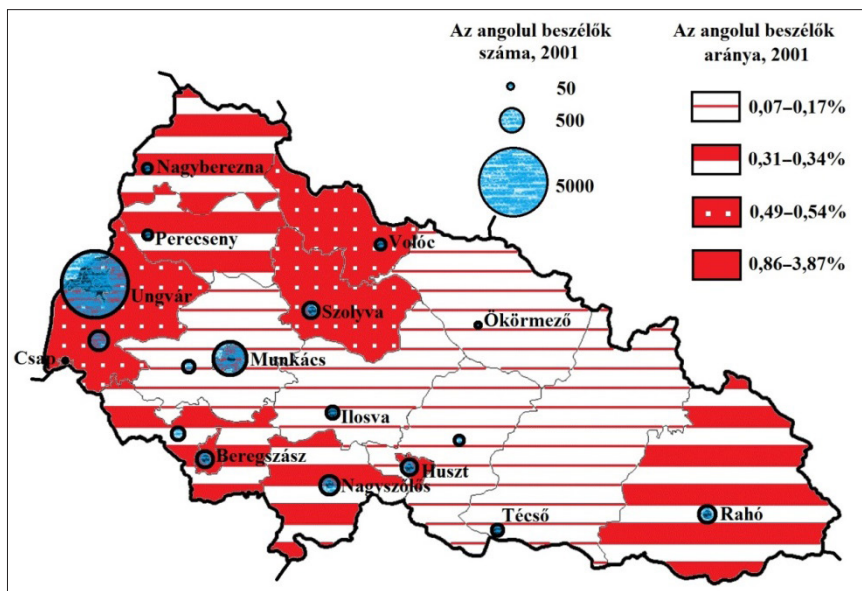 Az angolul beszélők
száma, 2001
50
500
5000
Az angolul beszélők
aránya, 2001
0,07–0,17%
0,31–0,34%
0,49–0,54%
0,86–3,87%
Nagyberezna
Perecseny
Volóc
Ungvár
Szolyva
Ökörmező
Csap
Munkács
Ilosva
Beregszász
Huszt
Nagyszőlős
Técső
Rahó